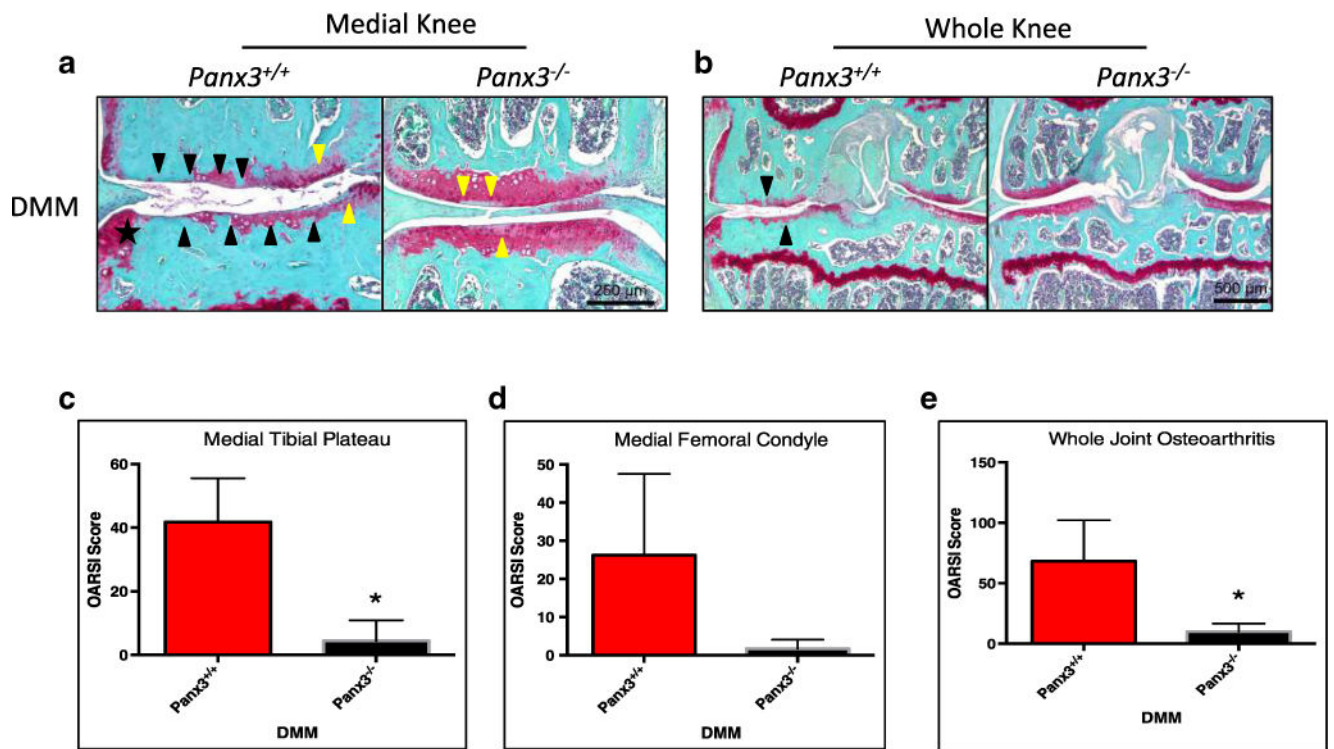 Medial Knee
Whole Knee
a
Panx3+/+
Panx3-/-
b
Panx3+/+
Panx3-/-
DMM
250 µm
500 µm
c
Medial Tibial Plateau
OARSI Score
60
40
20
0
*
Panx3+/+
Panx3-/-
DMM
d
Medial Femoral Condyle
OARSI Score
50
40
30
20
10
0
Panx3+/+
Panx3-/-
DMM
e
Whole Joint Osteoarthritis
OARSI Score
150
100
50
0
*
Panx3+/+
Panx3-/-
DMM